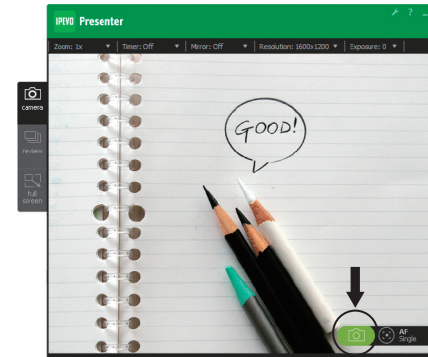 IPEVO Presenter
Zoom: 1x Timer: Off Mirror: Off Resolution: 1600x1200 Exposure: 0
camera
review
full
screen
GOOD!
AF
Single